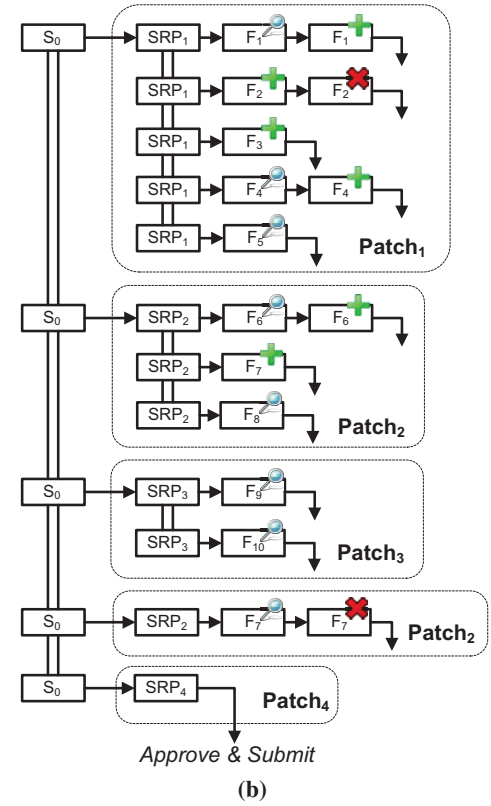 S₀ SRP₁ F₁ F₁
SRP₁ F₂ F₂
SRP₁ F₃
SRP₁ F₄ F₄
SRP₁ F₅
Patch₁
S₀ SRP₂ F₆ F₆
SRP₂ F₇
SRP₂ F₈
Patch₂
S₀ SRP₃ F₉
SRP₃ F₁₀
Patch₃
S₀ SRP₂ F₇ F₇
Patch₂
S₀ SRP₄ Patch₄
Approve & Submit
(b)